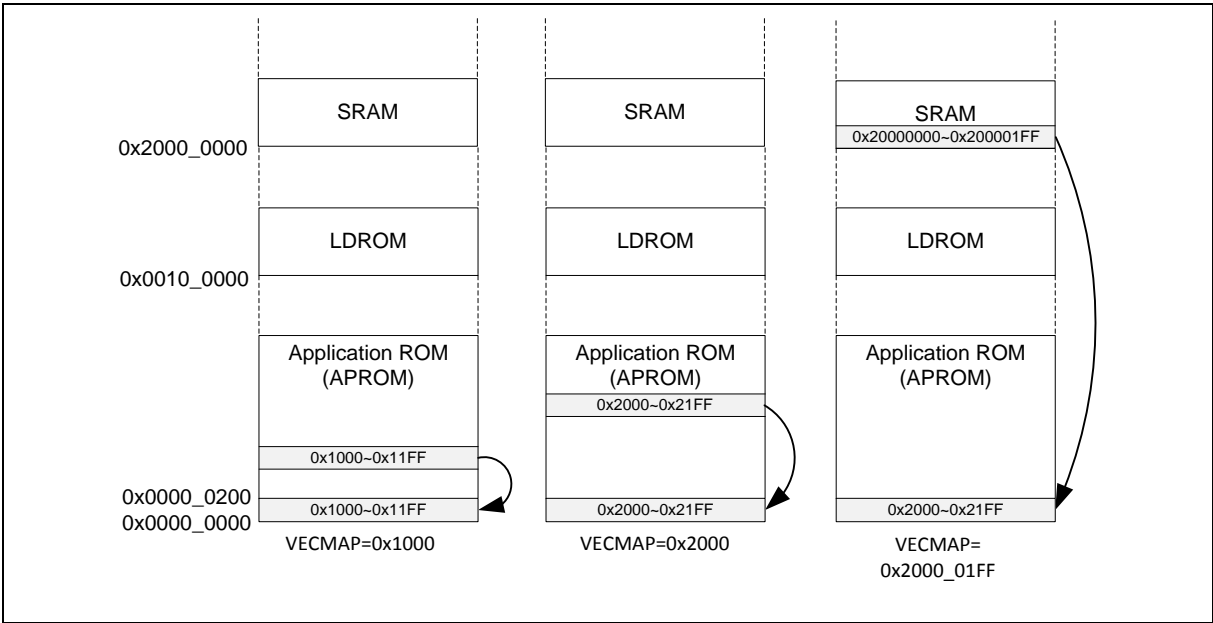 SRAM
SRAM
SRAM
0x20000000~0x200001FF
0x2000_0000
LDROM
LDROM
LDROM
0x0010_0000
Application ROM
(APROM)
Application ROM
(APROM)
Application ROM
(APROM)
0x2000~0x21FF
0x1000~0x11FF
0x0000_0200
0x0000_0000
0x1000~0x11FF
0x2000~0x21FF
0x2000~0x21FF
VECMAP=0x1000
VECMAP=0x2000
VECMAP=
0x2000_01FF